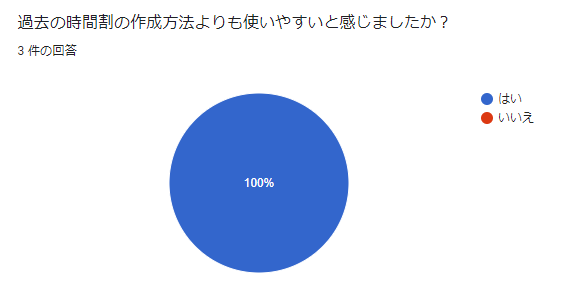 過去の時間割の作成方法よりも使いやすいと感じましたか？
3 件の回答
はい
いいえ
100%